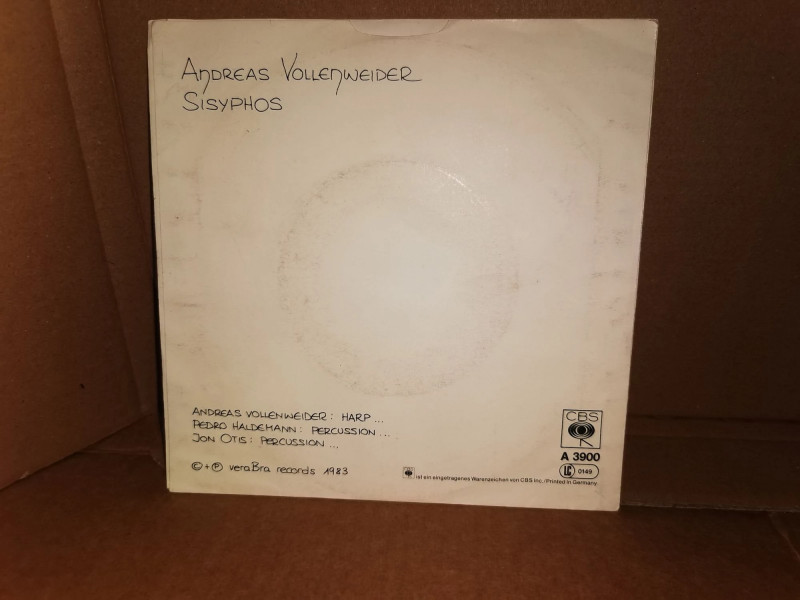 ANDREAS VOLLENWEIDER
SISYPHOS
ANDREAS VOLLENWEIDER: HARP ...
PEDRO HALDEMANN: PERCUSSION ...
JON OTIS: PERCUSSION ...
© + ℗ veraBra records 1983
CBS
A 3900
LC 0149
ist ein eingetragenes Warenzeichen von CBS Inc./Printed in Germany.